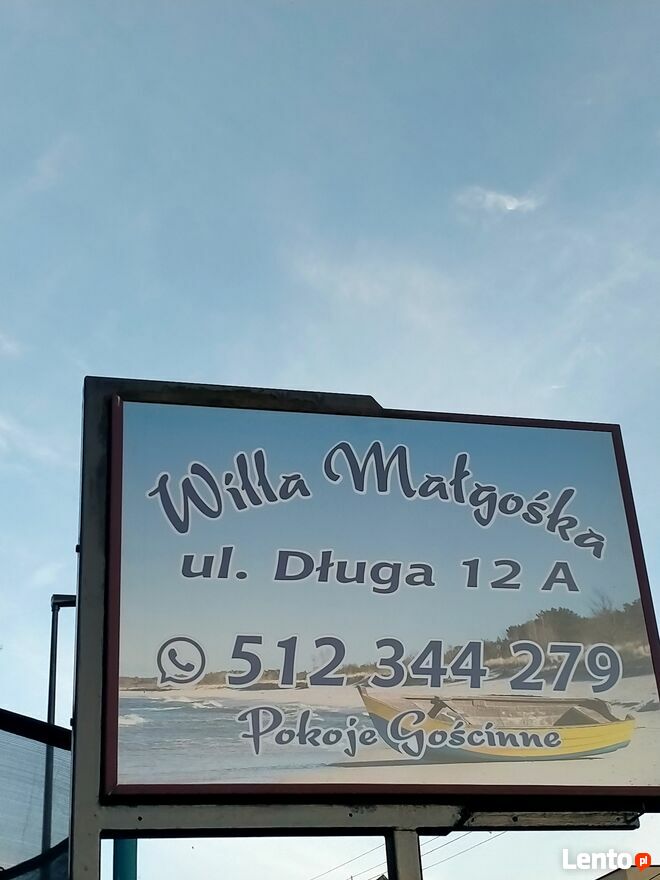 Willa Małgośka
ul. Długa 12 A
512 344 279
Pokoje Gościnne
Lento.pl